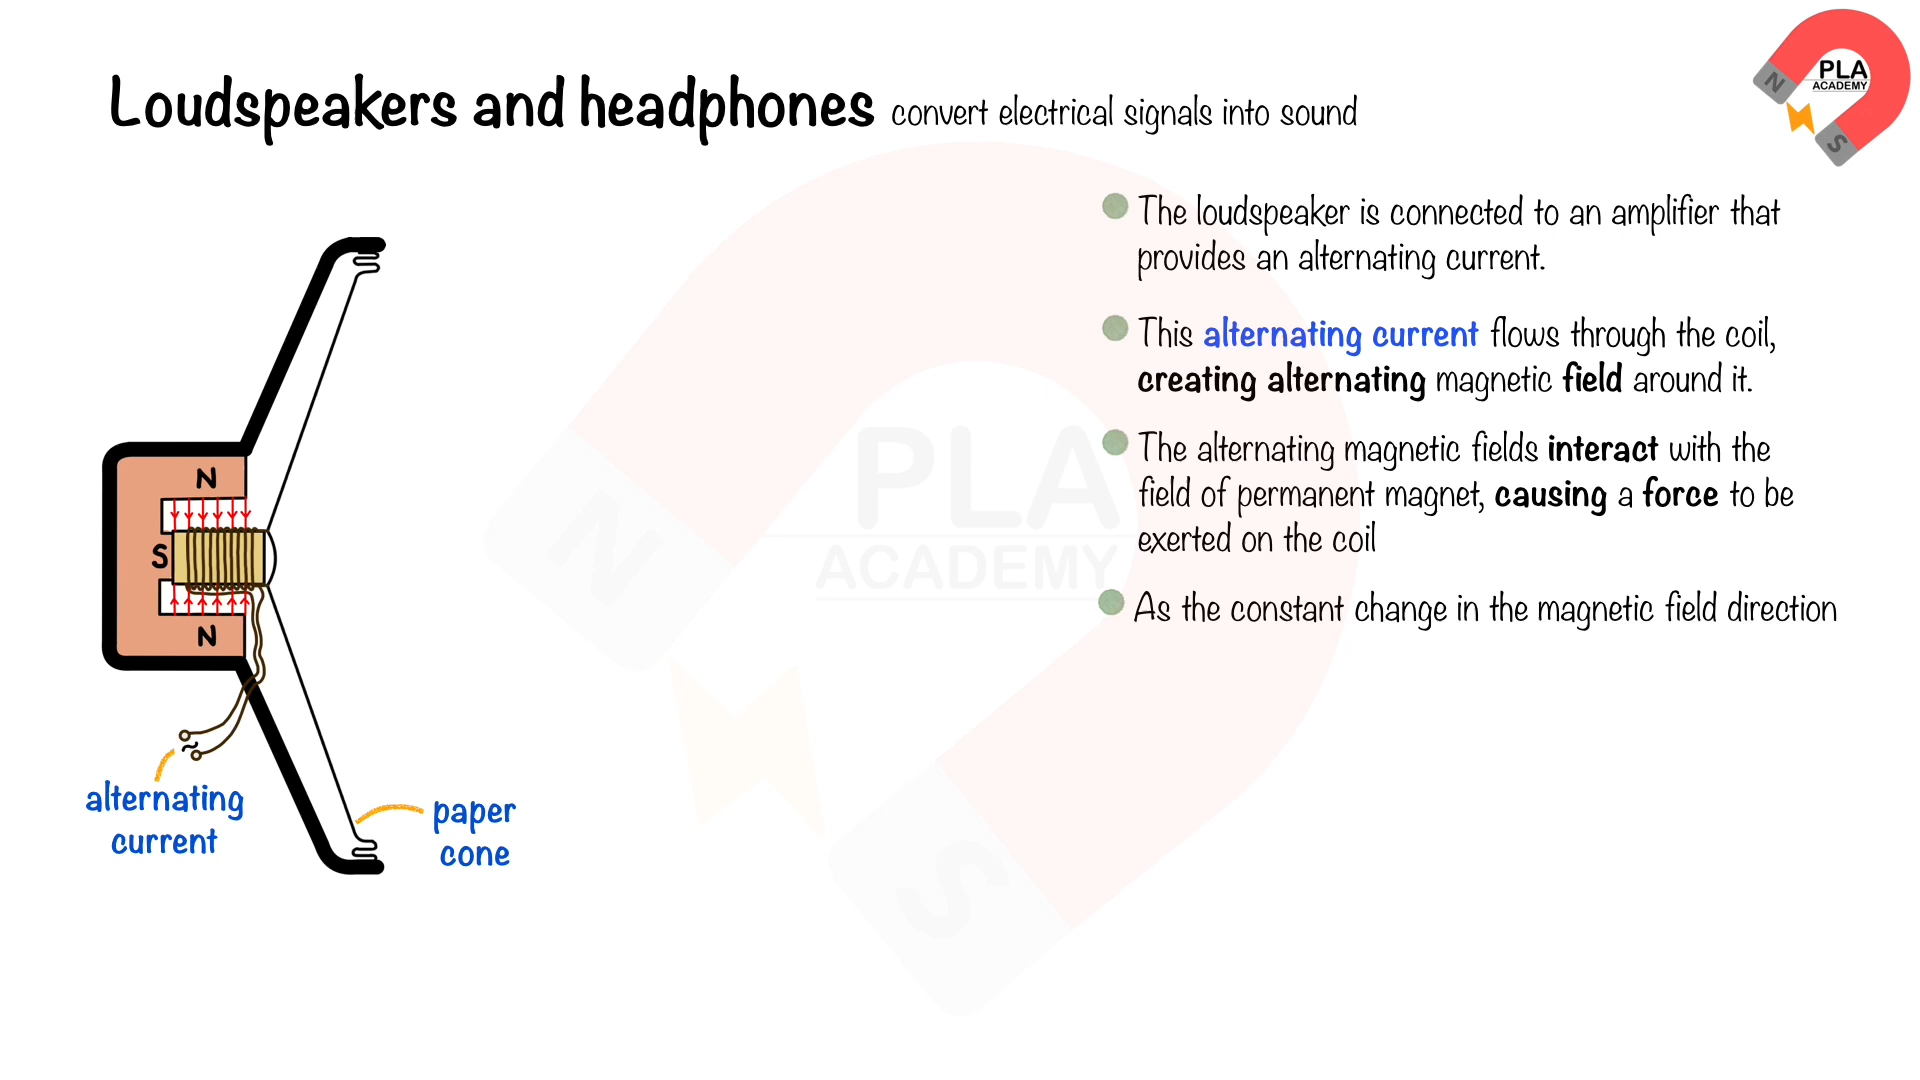 Loudspeakers and headphones convert electrical signals into sound
N
PLA
ACADEMY
S
The loudspeaker is connected to an amplifier that
provides an alternating current.
This alternating current flows through the coil,
creating alternating magnetic field around it.
The alternating magnetic fields interact with the
field of permanent magnet, causing a force to be
exerted on the coil
As the constant change in the magnetic field direction
N
S
N
~
alternating
current
paper
cone
N
PLA
ACADEMY
S